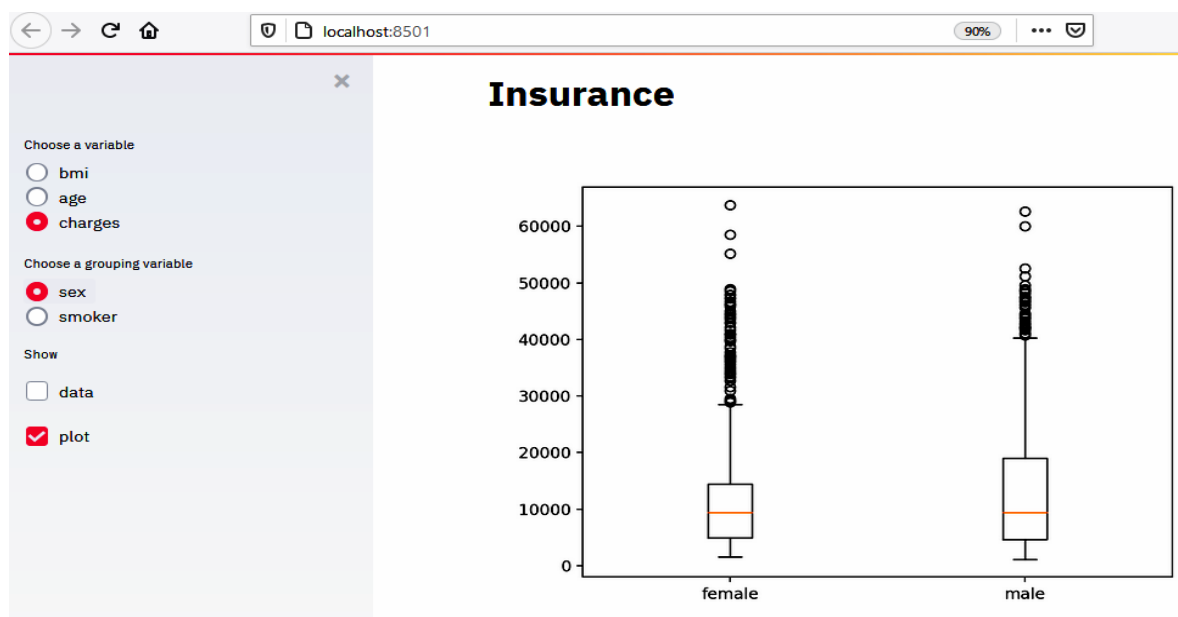 localhost:8501
90%
Insurance
Choose a variable
bmi
age
charges
Choose a grouping variable
sex
smoker
Show
data
plot
60000
50000
40000
30000
20000
10000
0
female male